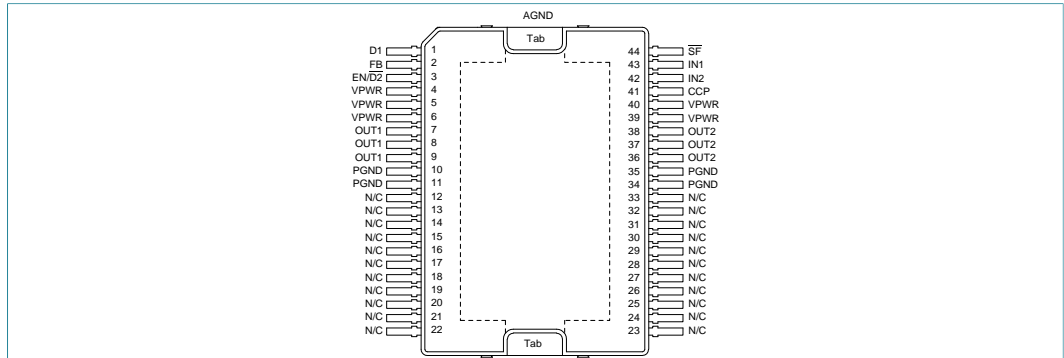 AGND
Tab
D1 1 44 S̅F̅
FB 2 43 IN1
EN/D̅2̅ 3 42 IN2
VPWR 4 41 CCP
VPWR 5 40 VPWR
VPWR 6 39 VPWR
OUT1 7 38 OUT2
OUT1 8 37 OUT2
OUT1 9 36 OUT2
PGND 10 35 PGND
PGND 11 34 PGND
N/C 12 33 N/C
N/C 13 32 N/C
N/C 14 31 N/C
N/C 15 30 N/C
N/C 16 29 N/C
N/C 17 28 N/C
N/C 18 27 N/C
N/C 19 26 N/C
N/C 20 25 N/C
N/C 21 24 N/C
N/C 22 23 N/C
Tab